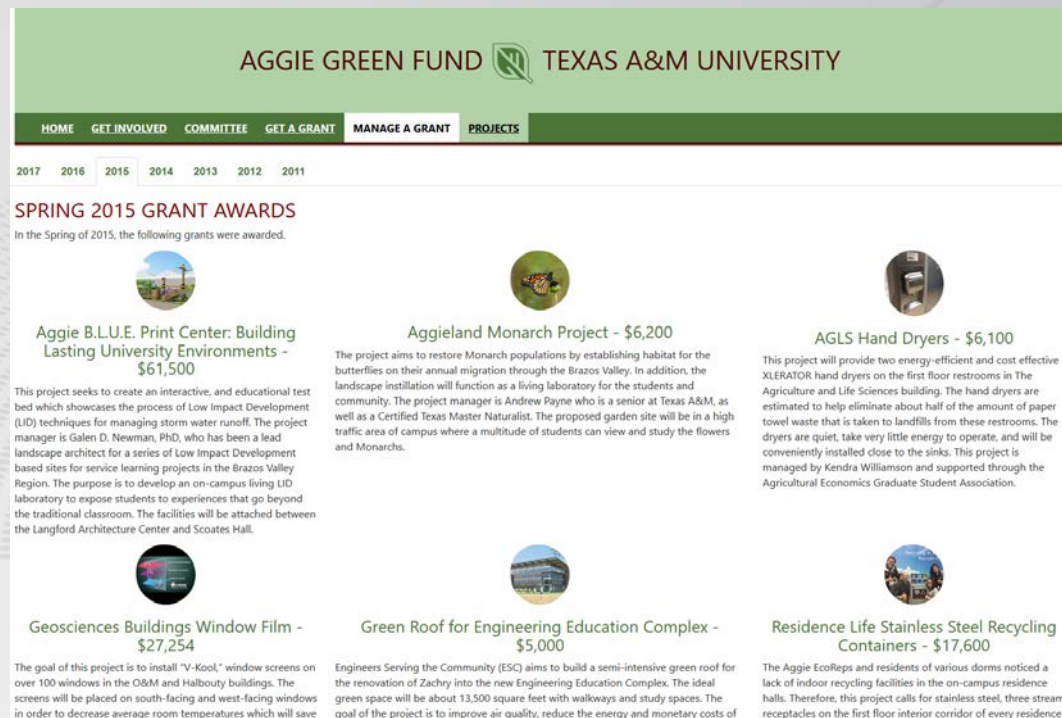 AGGIE GREEN FUND TEXAS A&M UNIVERSITY
HOME GET INVOLVED COMMITTEE GET A GRANT MANAGE A GRANT PROJECTS
2017 2016 2015 2014 2013 2012 2011
SPRING 2015 GRANT AWARDS
In the Spring of 2015, the following grants were awarded.
Aggie B.L.U.E. Print Center: Building
Lasting University Environments -
$61,500
This project seeks to create an interactive, and educational test
bed which showcases the process of Low Impact Development
(LID) techniques for managing storm water runoff. The project
manager is Galen D. Newman, PhD, who has been a lead
landscape architect for a series of Low Impact Development
based sites for service learning projects in the Brazos Valley
Region. The purpose is to develop an on-campus living LID
laboratory to expose students to experiences that go beyond
the traditional classroom. The facilities will be attached between
the Langford Architecture Center and Scoates Hall.
Aggieland Monarch Project - $6,200
The project aims to restore Monarch populations by establishing habitat for the
butterflies on their annual migration through the Brazos Valley. In addition, the
landscape instillation will function as a living laboratory for the students and
community. The project manager is Andrew Payne who is a senior at Texas A&M, as
well as a Certified Texas Master Naturalist. The proposed garden site will be in a high
traffic area of campus where a multitude of students can view and study the flowers
and Monarchs.
AGLS Hand Dryers - $6,100
This project will provide two energy-efficient and cost effective
XLERATOR hand dryers on the first floor restrooms in The
Agriculture and Life Sciences building. The hand dryers are
estimated to help eliminate about half of the amount of paper
towel waste that is taken to landfills from these restrooms. The
dryers are quiet, take very little energy to operate, and will be
conveniently installed close to the sinks. This project is
managed by Kendra Williamson and supported through the
Agricultural Economics Graduate Student Association.
Geosciences Buildings Window Film -
$27,254
The goal of this project is to install "V-Kool," window screens on
over 100 windows in the O&M and Halbouty buildings. The
screens will be placed on south-facing and west-facing windows
in order to decrease average room temperatures which will save
Green Roof for Engineering Education Complex -
$5,000
Engineers Serving the Community (ESC) aims to build a semi-intensive green roof for
the renovation of Zachry into the new Engineering Education Complex. The ideal
green space will be about 13,500 square feet with walkways and study spaces. The
goal of the project is to improve air quality, reduce the energy and monetary costs of
Residence Life Stainless Steel Recycling
Containers - $17,600
The Aggie EcoReps and residents of various dorms noticed a
lack of indoor recycling facilities in the on-campus residence
halls. Therefore, this project calls for stainless steel, three stream
receptacles on the first floor interior corridor of every residence